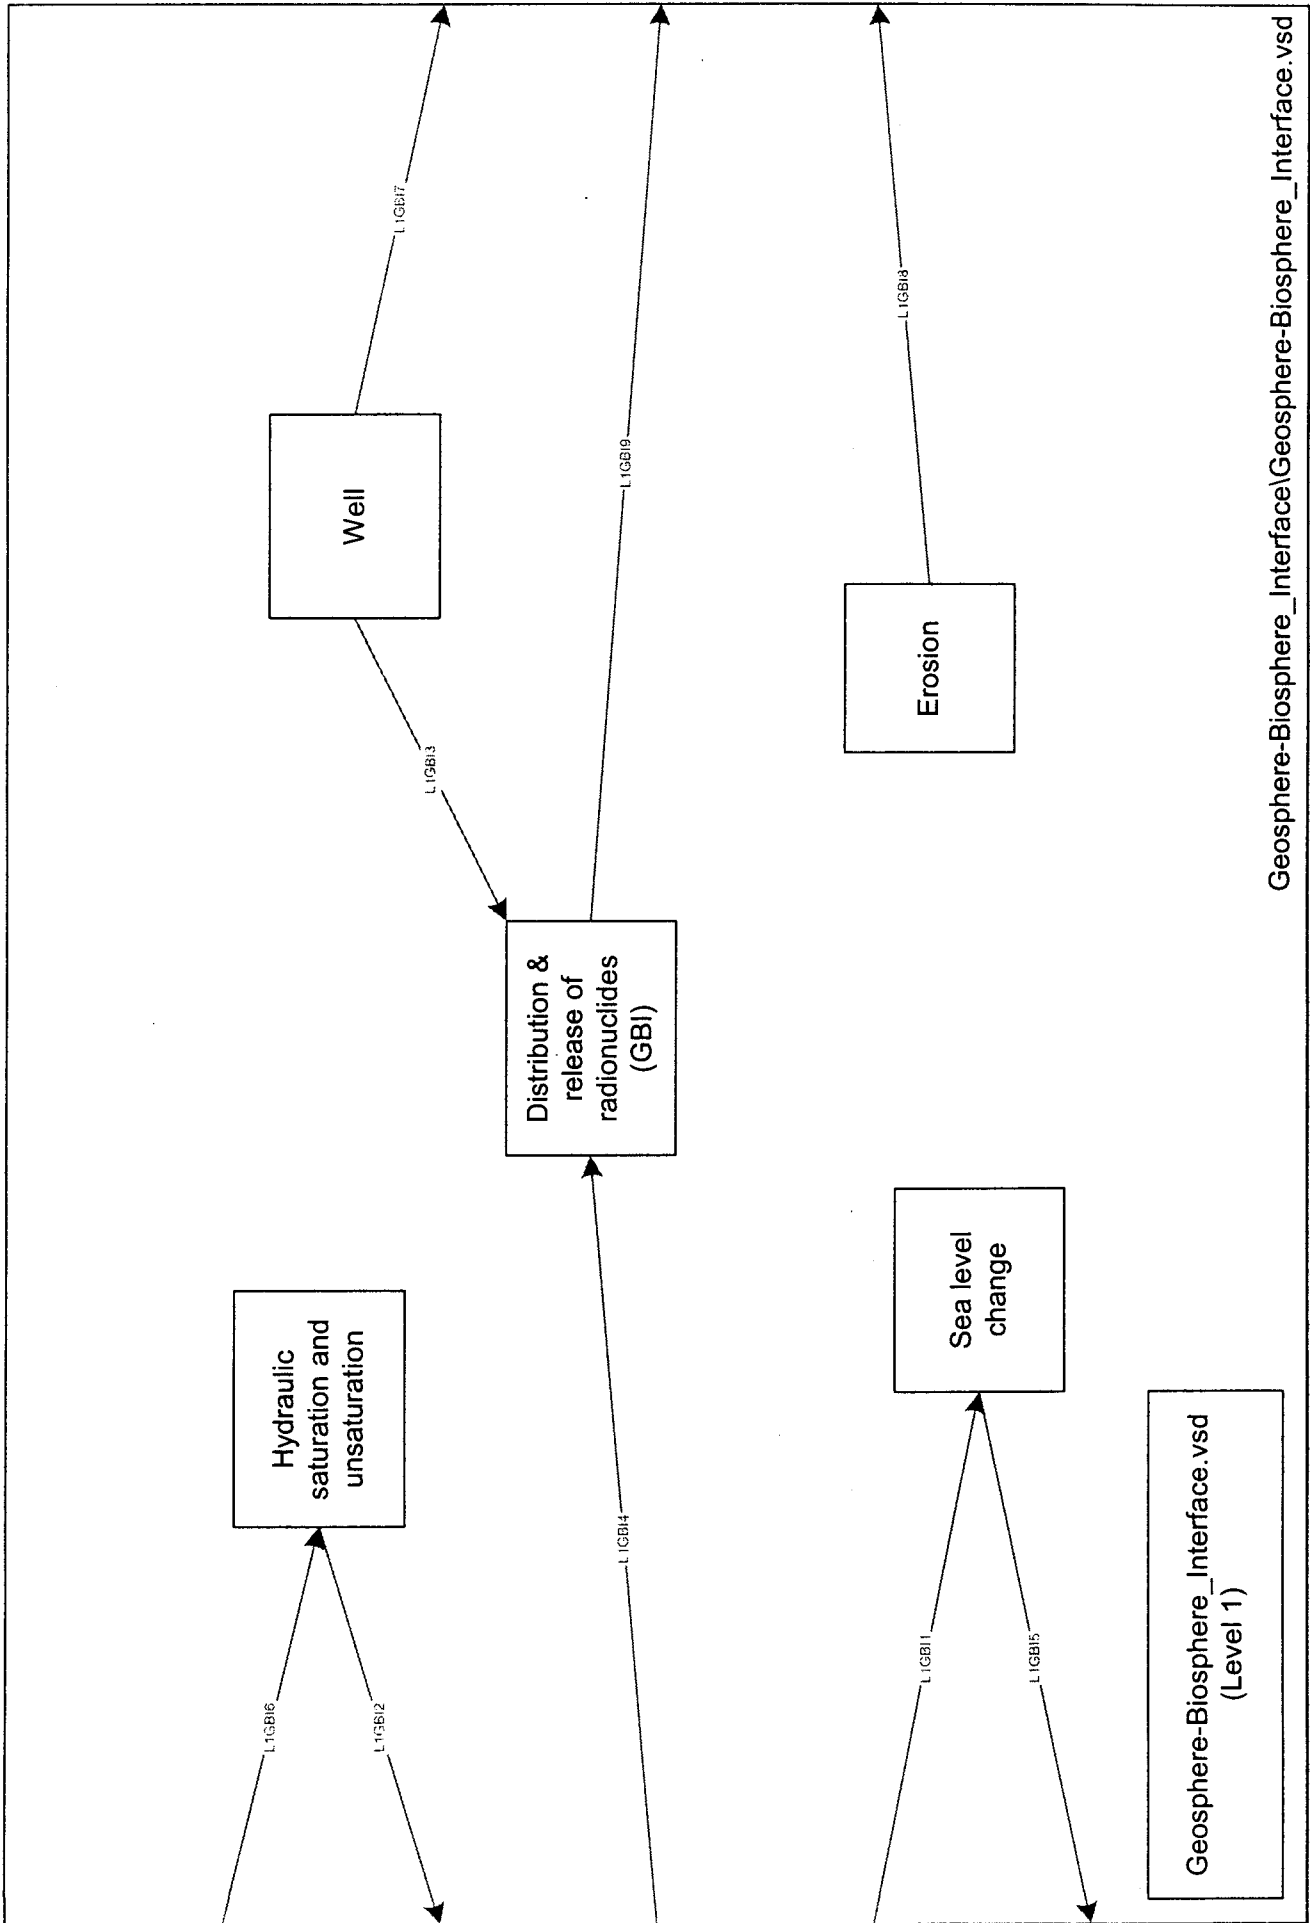 L1GBI6
L1GBI2
Hydraulic
saturation and
unsaturation
L1GBI3
Well
L1GBI7
L1GBI4
Distribution &
release of
radionuclides
(GBI)
L1GBI9
L1GBI1
L1GBI5
Sea level
change
Erosion
L1GBI8
Geosphere-Biosphere_Interface.vsd
(Level 1)
Geosphere-Biosphere_Interface\Geosphere-Biosphere_Interface.vsd